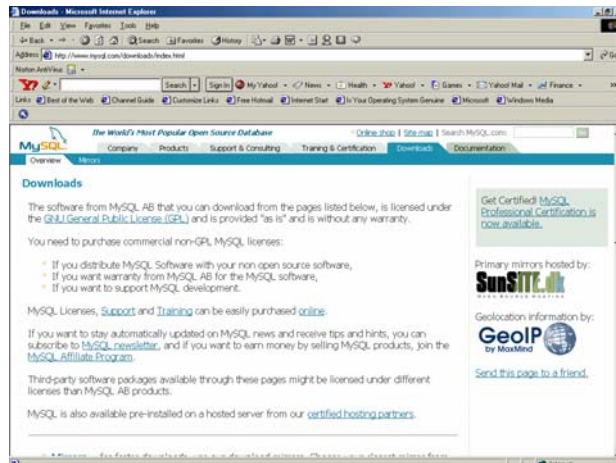 Downloads - Microsoft Internet Explorer
File Edit View Favorites Tools Help
Back Search Favorites History
Address http://www.mysql.com/downloads/index.html Go
Norton AntiVirus
Y! Search Sign In My Yahoo! News Health Yahoo! Games Yahoo! Mail Finance
Links Best of the Web Channel Guide Customize Links Free Hotmail Internet Start Is Your Operating System Genuine Microsoft Windows Media
MySQL The World's Most Popular Open Source Database Online shop | Site map | Search MySQL.com:
Company Products Support & Consulting Training & Certification Downloads Documentation
Overview Mirrors
Downloads
The software from MySQL AB that you can download from the pages listed below, is licensed under
the GNU General Public License (GPL) and is provided "as is" and is without any warranty.
You need to purchase commercial non-GPL MySQL licenses:
If you distribute MySQL Software with your non open source software,
If you want warranty from MySQL AB for the MySQL software,
If you want to support MySQL development.
MySQL Licenses, Support and Training can be easily purchased online.
If you want to stay automatically updated on MySQL news and receive tips and hints, you can
subscribe to MySQL newsletter, and if you want to earn money by selling MySQL products, join the
MySQL Affiliate Program.
Third-party software packages available through these pages might be licensed under different
licenses than MySQL AB products.
MySQL is also available pre-installed on a hosted server from our certified hosting partners.
Get Certified! MySQL
Professional Certification is
now available.
Primary mirrors hosted by:
SunSITE.dk
Geolocation information by:
GeoIP
by MaxMind
Send this page to a friend.